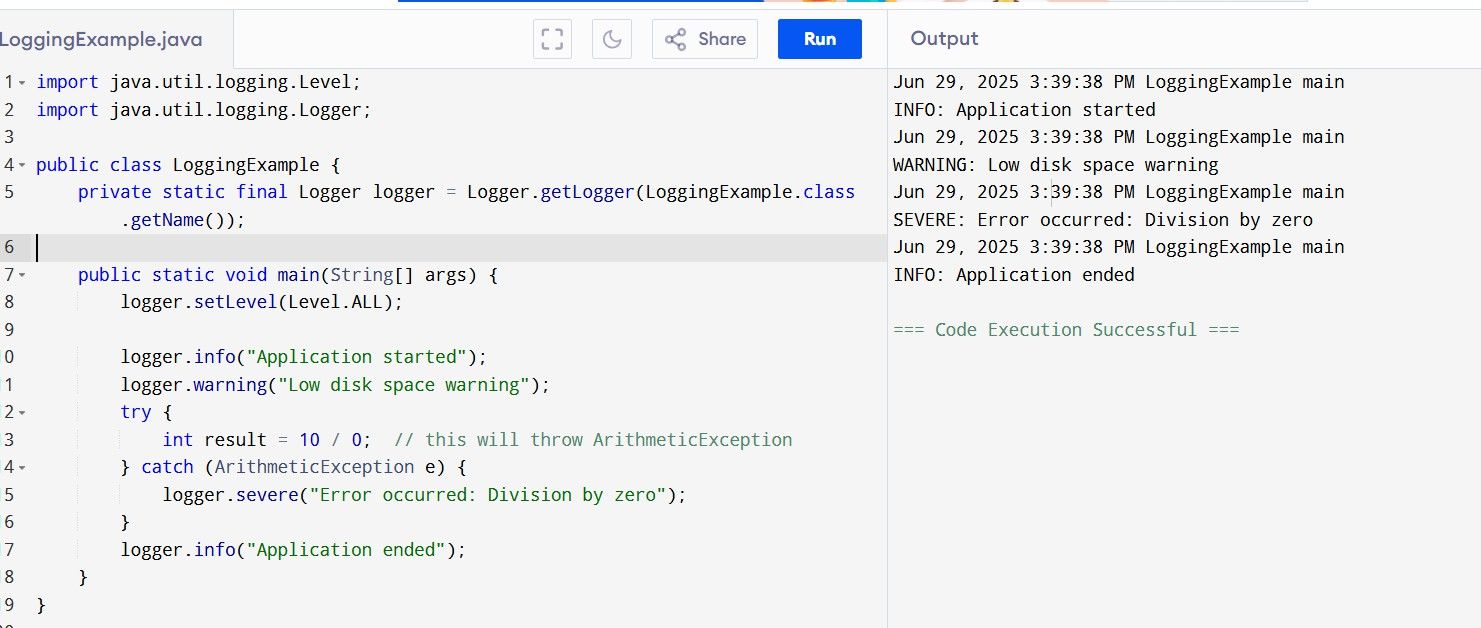 LoggingExample.java
Share
Run
Output
1 import java.util.logging.Level;
2 import java.util.logging.Logger;
3
4 public class LoggingExample {
5     private static final Logger logger = Logger.getLogger(LoggingExample.class
        .getName());
6
7     public static void main(String[] args) {
8         logger.setLevel(Level.ALL);
9
0         logger.info("Application started");
1         logger.warning("Low disk space warning");
2         try {
3             int result = 10 / 0;  // this will throw ArithmeticException
4         } catch (ArithmeticException e) {
5             logger.severe("Error occurred: Division by zero");
6         }
7         logger.info("Application ended");
8     }
9 }
Jun 29, 2025 3:39:38 PM LoggingExample main
INFO: Application started
Jun 29, 2025 3:39:38 PM LoggingExample main
WARNING: Low disk space warning
Jun 29, 2025 3:39:38 PM LoggingExample main
SEVERE: Error occurred: Division by zero
Jun 29, 2025 3:39:38 PM LoggingExample main
INFO: Application ended
=== Code Execution Successful ===